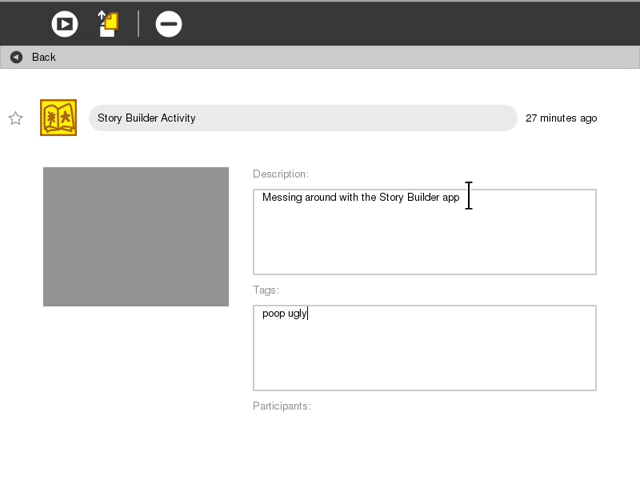 Back
Story Builder Activity
27 minutes ago
Description:
Messing around with the Story Builder app
Tags:
poop ugly
Participants: